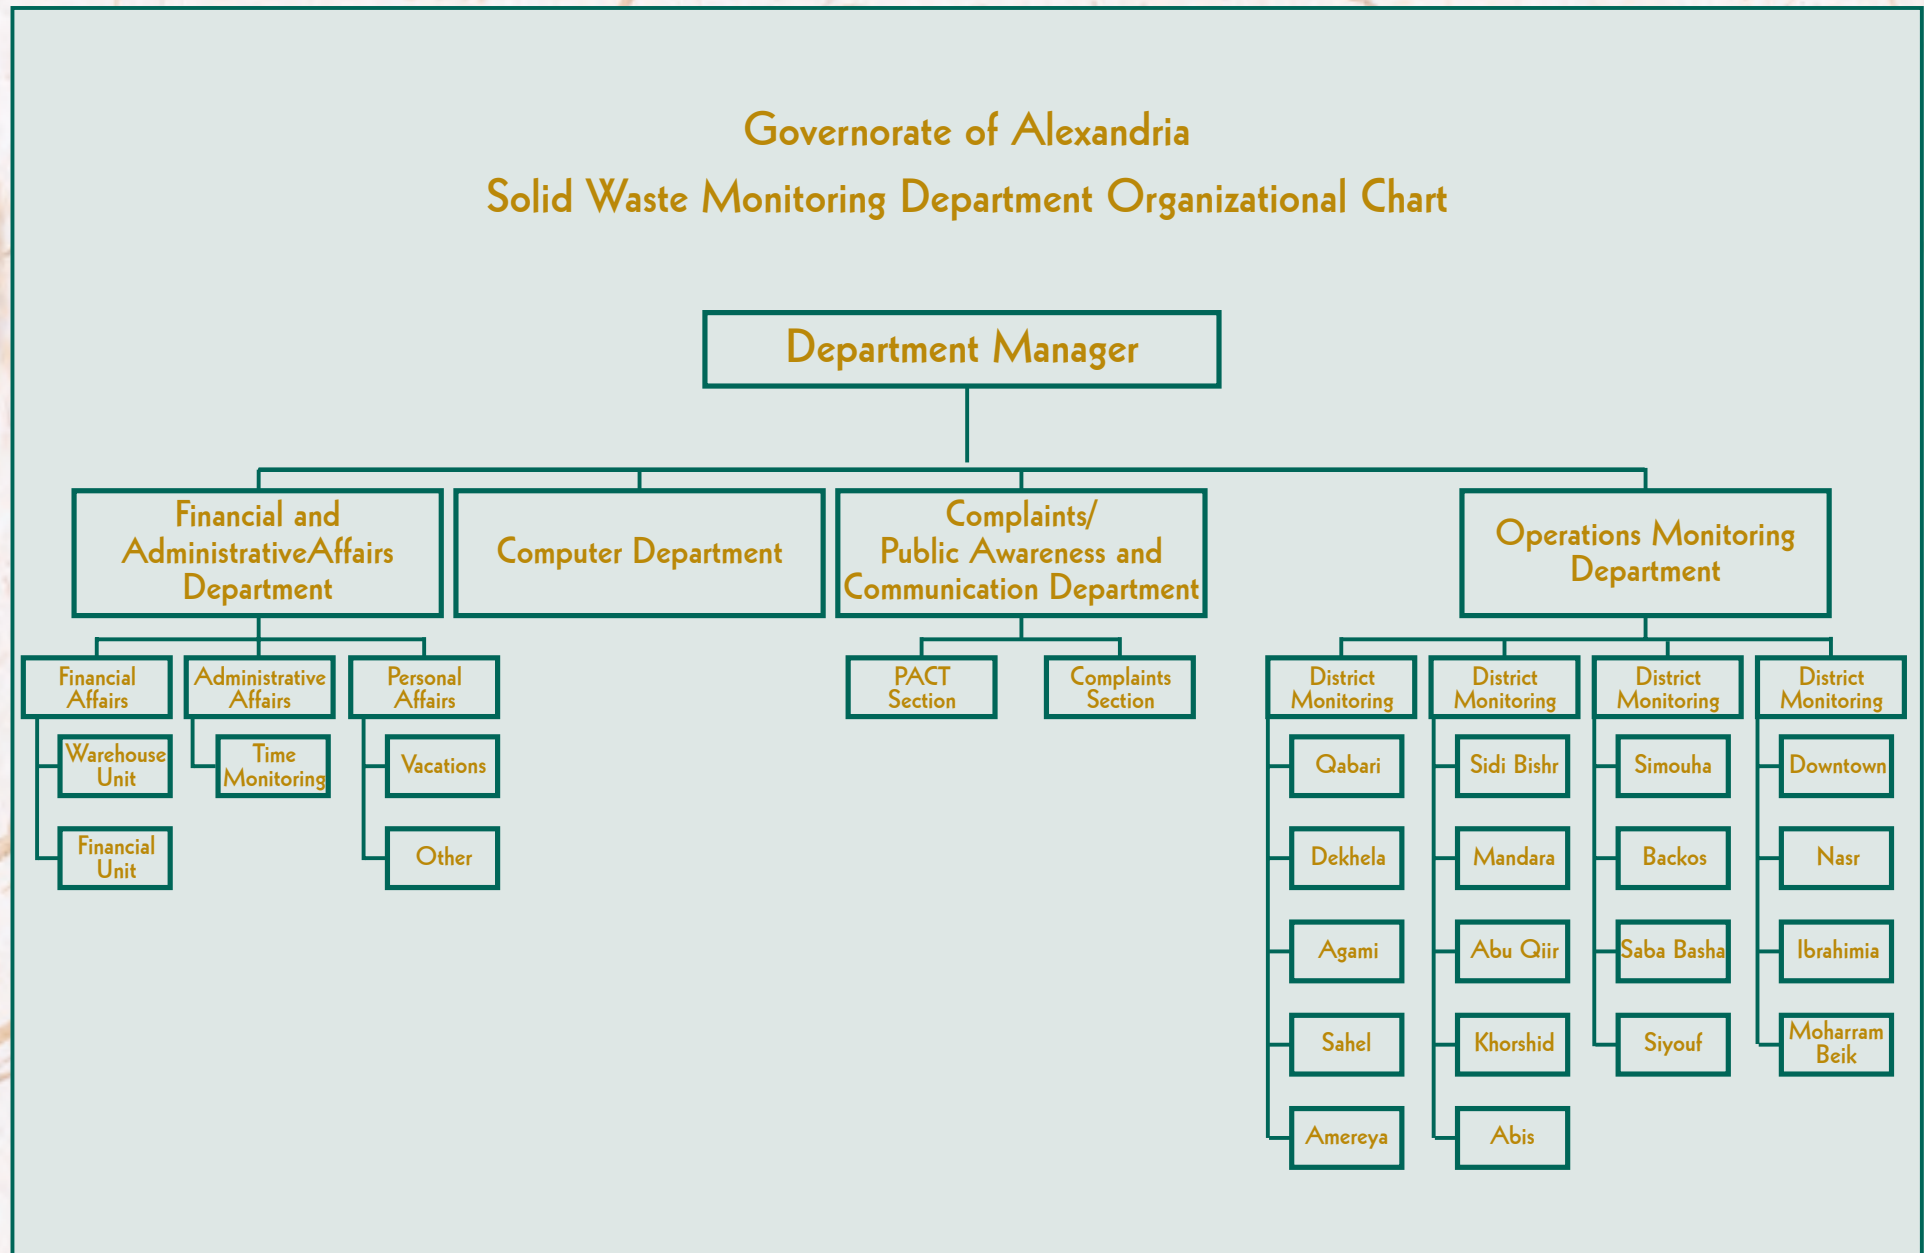 Governorate of Alexandria
Solid Waste Monitoring Department Organizational Chart
Department Manager
Financial and
AdministrativeAffairs
Department
Computer Department
Complaints/
Public Awareness and
Communication Department
Operations Monitoring
Department
Financial
Affairs
Administrative
Affairs
Personal
Affairs
PACT
Section
Complaints
Section
District
Monitoring
District
Monitoring
District
Monitoring
District
Monitoring
Warehouse
Unit
Time
Monitoring
Vacations
Qabari
Sidi Bishr
Simouha
Downtown
Financial
Unit
Other
Dekhela
Mandara
Backos
Nasr
Agami
Abu Qiir
Saba Basha
Ibrahimia
Sahel
Khorshid
Siyouf
Moharram
Beik
Amereya
Abis